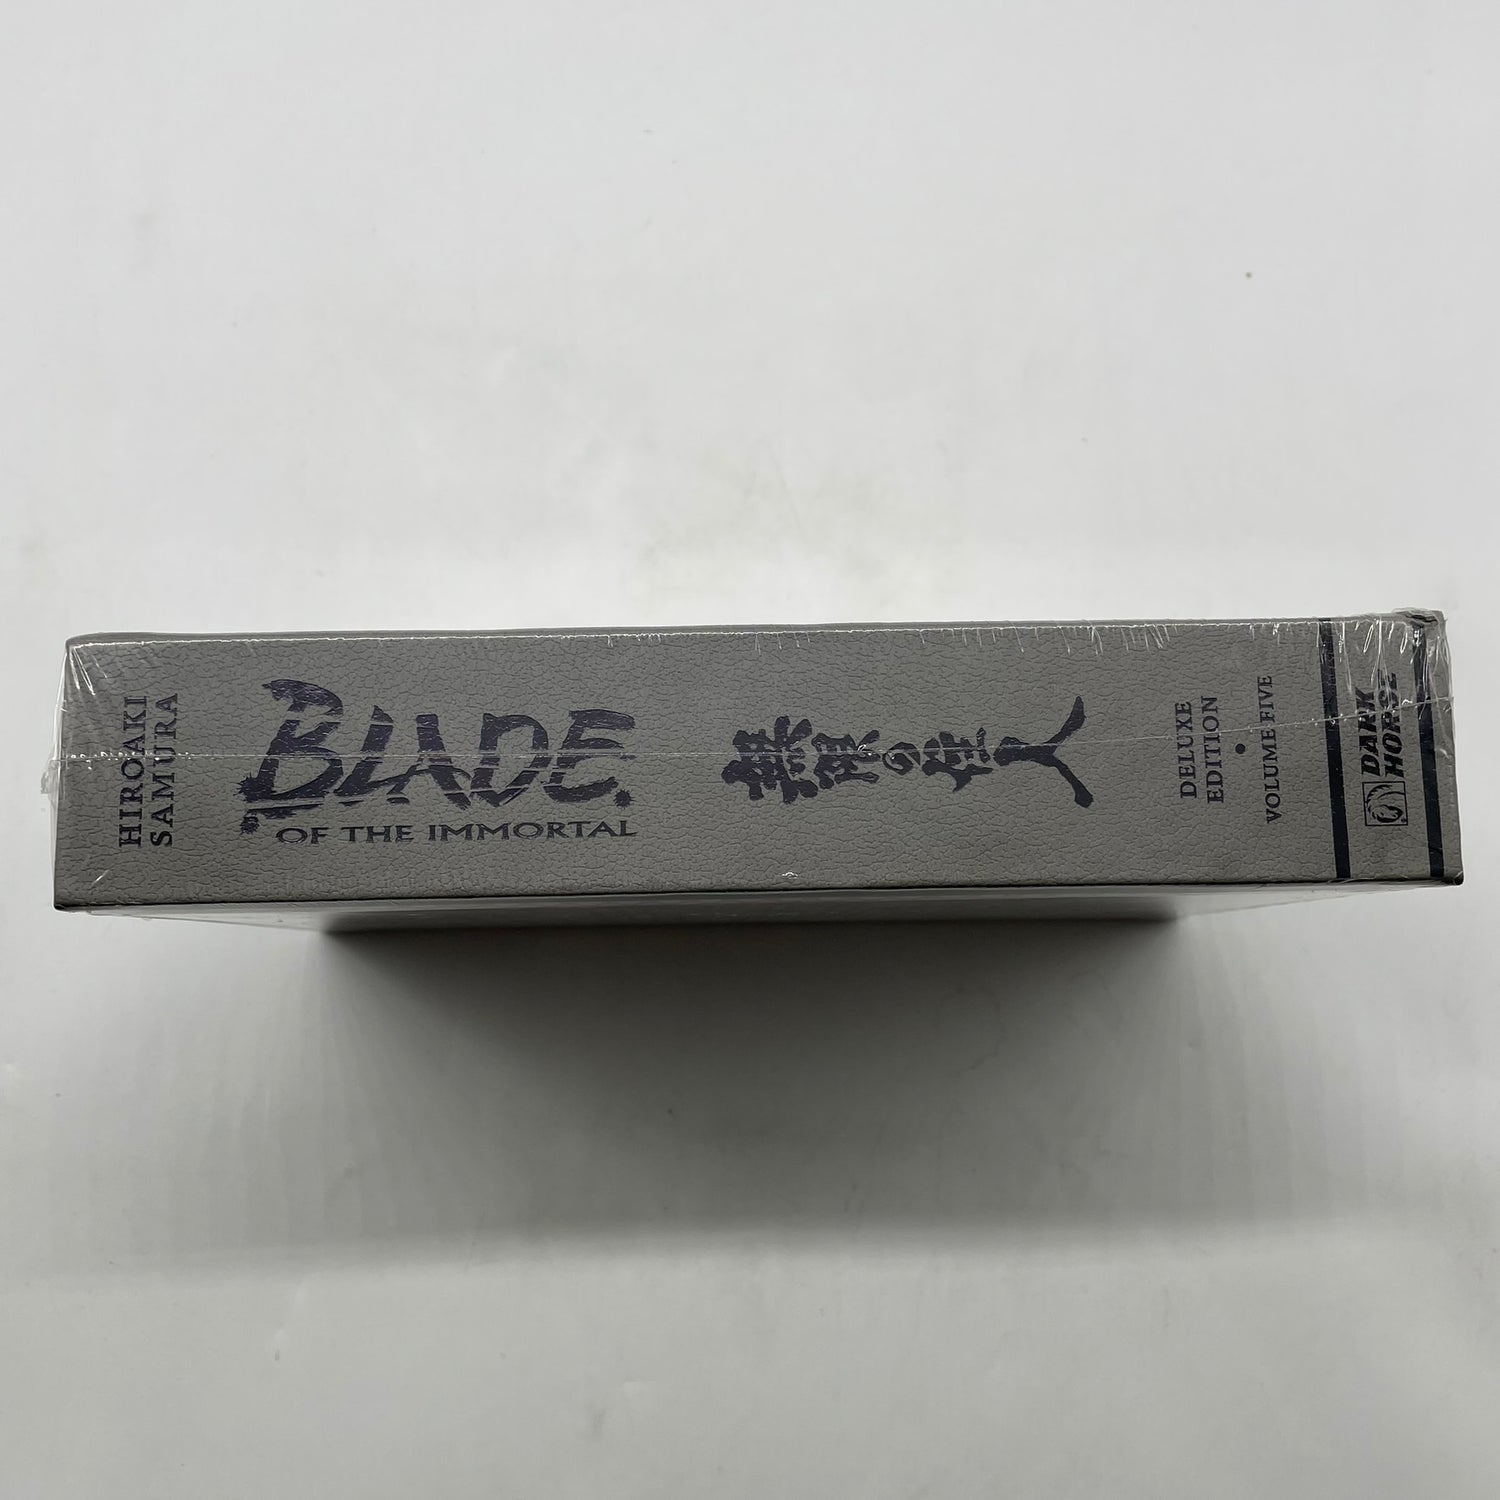 HIROAKI
SAMURA
BLADE
OF THE IMMORTAL
無限の住人
DELUXE
EDITION
•
VOLUME FIVE
DARK
HORSE